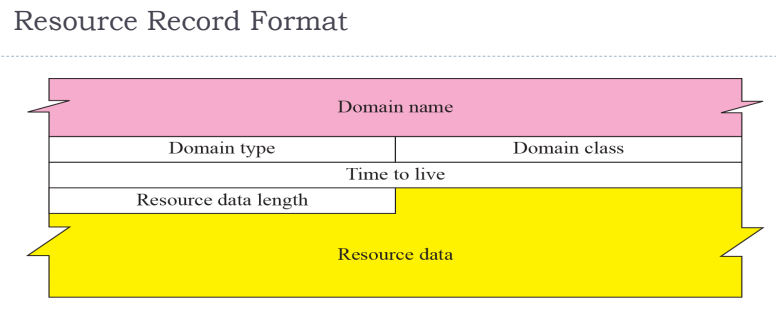 Resource Record Format
Domain name
Domain type Domain class
Time to live
Resource data length
Resource data